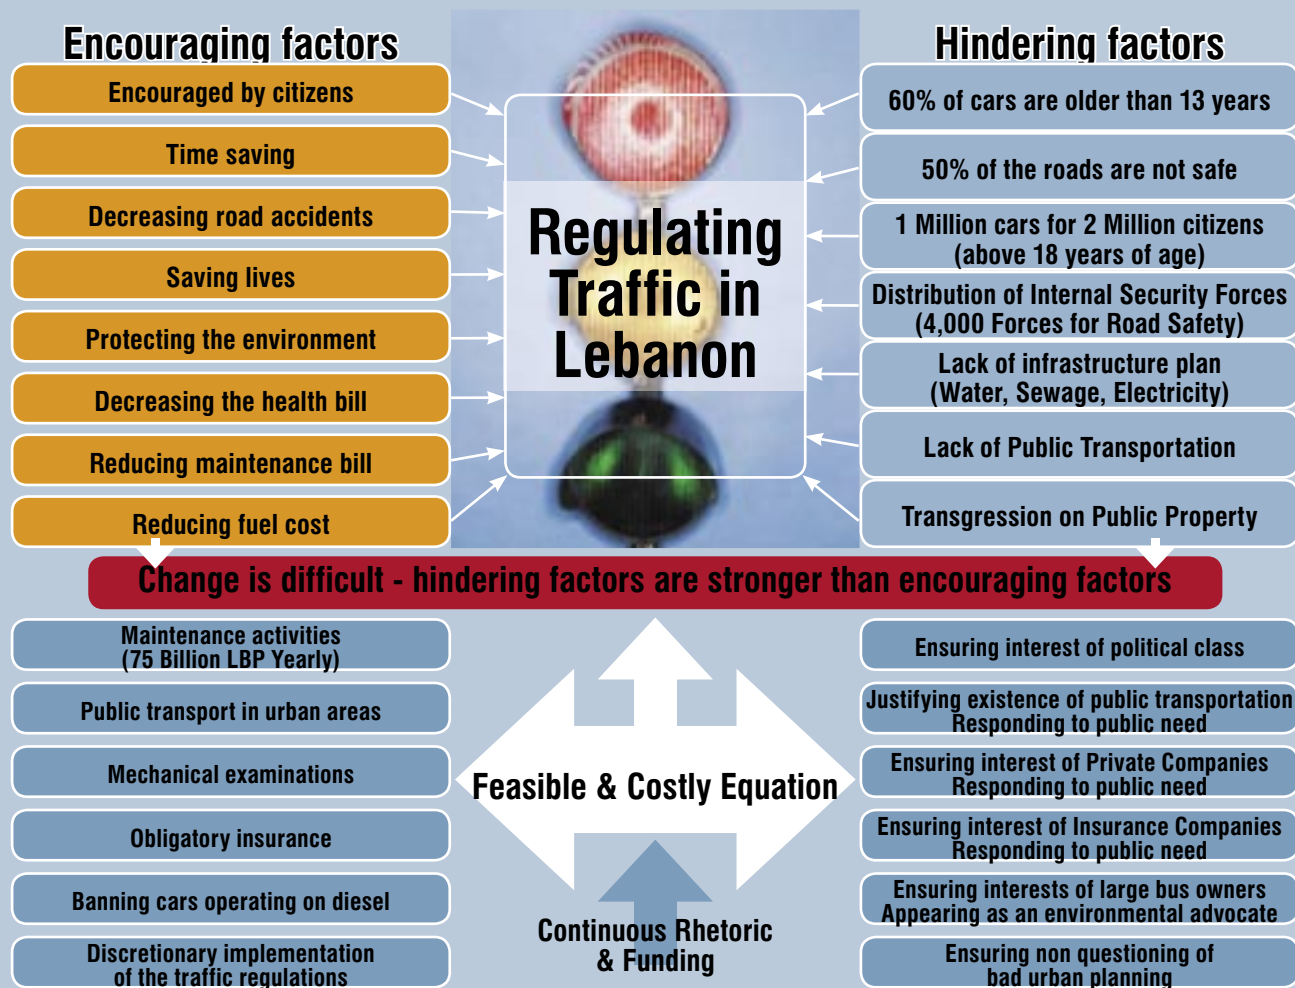 Encouraging factors
Encouraged by citizens
Time saving
Decreasing road accidents
Saving lives
Protecting the environment
Decreasing the health bill
Reducing maintenance bill
Reducing fuel cost
Regulating
Traffic in
Lebanon
Hindering factors
60% of cars are older than 13 years
50% of the roads are not safe
1 Million cars for 2 Million citizens
(above 18 years of age)
Distribution of Internal Security Forces
(4,000 Forces for Road Safety)
Lack of infrastructure plan
(Water, Sewage, Electricity)
Lack of Public Transportation
Transgression on Public Property
Change is difficult - hindering factors are stronger than encouraging factors
Maintenance activities
(75 Billion LBP Yearly)
Public transport in urban areas
Mechanical examinations
Obligatory insurance
Banning cars operating on diesel
Discretionary implementation
of the traffic regulations
Feasible & Costly Equation
Continuous Rhetoric
& Funding
Ensuring interest of political class
Justifying existence of public transportation
Responding to public need
Ensuring interest of Private Companies
Responding to public need
Ensuring interest of Insurance Companies
Responding to public need
Ensuring interests of large bus owners
Appearing as an environmental advocate
Ensuring non questioning of
bad urban planning